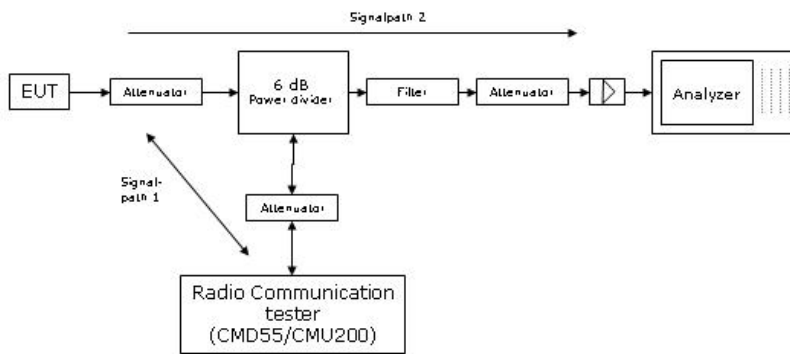 Signalpath 2
EUT
Attenuator
6 dB
Power divider
Filter
Attenuator
Analyzer
Signal-
path 1
Attenuator
Radio Communication
tester
(CMD55/CMU200)